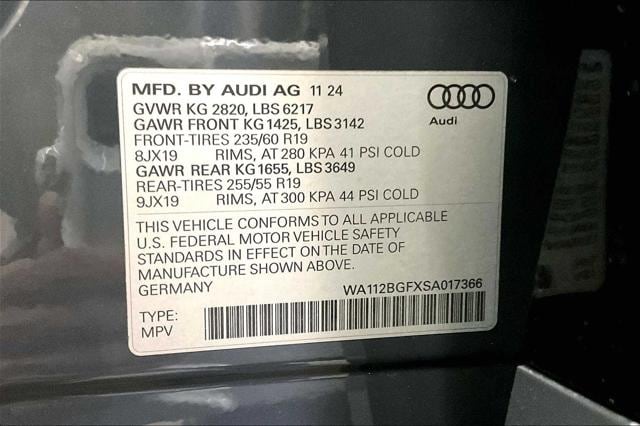 MFD. BY AUDI AG 11 24
GVWR KG 2820, LBS 6217
GAWR FRONT KG 1425, LBS 3142
FRONT-TIRES 235/60 R19
8JX19 RIMS, AT 280 KPA 41 PSI COLD
GAWR REAR KG 1655, LBS 3649
REAR-TIRES 255/55 R19
9JX19 RIMS, AT 300 KPA 44 PSI COLD
Audi
THIS VEHICLE CONFORMS TO ALL APPLICABLE
U.S. FEDERAL MOTOR VEHICLE SAFETY
STANDARDS IN EFFECT ON THE DATE OF
MANUFACTURE SHOWN ABOVE.
GERMANY WA112BGFXSA017366
TYPE:
MPV